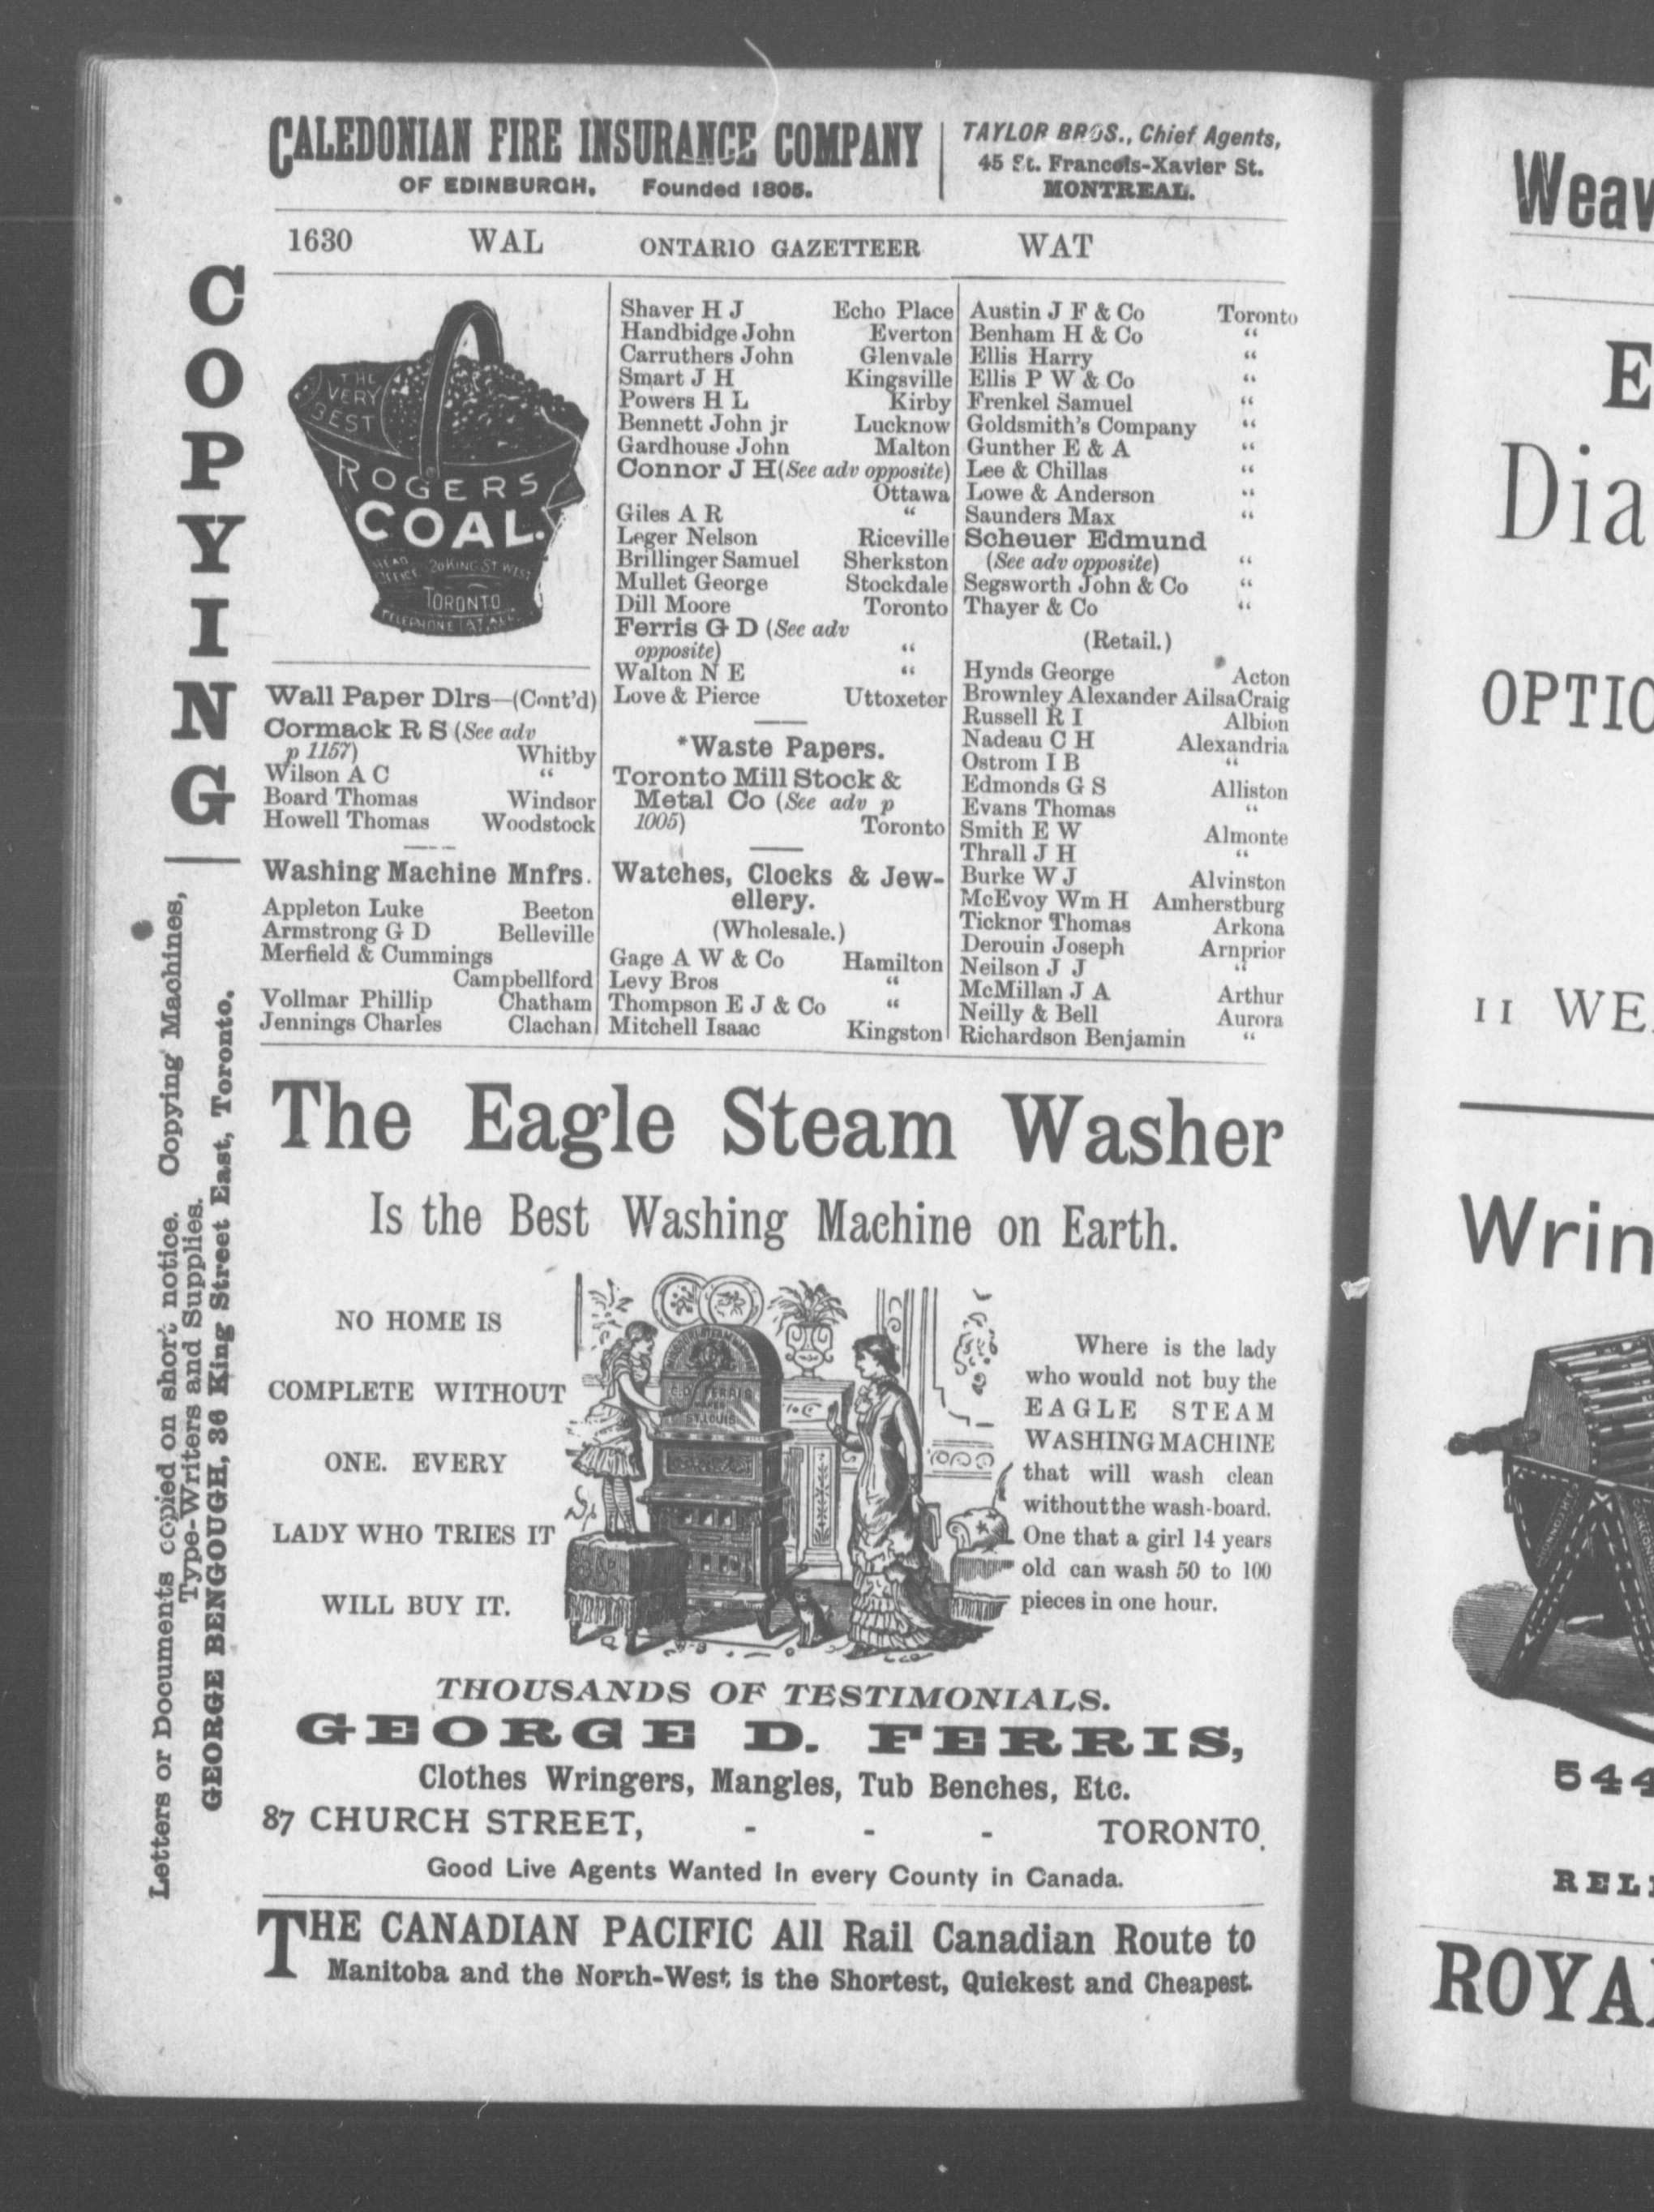 CALEDONIAN FIRE INSURANCE COMPANY
OF EDINBURGH, Founded 1805.
TAYLOR BROS., Chief Agents,
45 St. Francois-Xavier St.
MONTREAL.
1630 WAL ONTARIO GAZETTEER WAT
COPYING
Letters or Documents copied on short notice. Copying Machines,
Type-Writers and Supplies.
GEORGE BENGOUGH, 36 King Street East, Toronto.
THE
VERY
BEST
ROGERS
COAL.
HEAD
OFFICE 20 KING ST WEST
TORONTO
TELEPHONE AT ALL
Wall Paper Dlrs—(Cont'd)
Cormack R S (See adv
p 1157) Whitby
Wilson A C "
Board Thomas Windsor
Howell Thomas Woodstock
Washing Machine Mnfrs.
Appleton Luke Beeton
Armstrong G D Belleville
Merfield & Cummings
Campbellford
Vollmar Phillip Chatham
Jennings Charles Clachan
Shaver H J Echo Place
Handbidge John Everton
Carruthers John Glenvale
Smart J H Kingsville
Powers H L Kirby
Bennett John jr Lucknow
Gardhouse John Malton
Connor J H (See adv opposite)
Ottawa
Giles A R "
Leger Nelson Riceville
Brillinger Samuel Sherkston
Mullet George Stockdale
Dill Moore Toronto
Ferris G D (See adv
opposite) "
Walton N E "
Love & Pierce Uttoxeter
*Waste Papers.
Toronto Mill Stock &
Metal Co (See adv p
1005) Toronto
Watches, Clocks & Jew-
ellery.
(Wholesale.)
Gage A W & Co Hamilton
Levy Bros "
Thompson E J & Co "
Mitchell Isaac Kingston
Austin J F & Co Toronto
Benham H & Co "
Ellis Harry "
Ellis P W & Co "
Frenkel Samuel "
Goldsmith's Company "
Gunther E & A "
Lee & Chillas "
Lowe & Anderson "
Saunders Max "
Scheuer Edmund
(See adv opposite) "
Segsworth John & Co "
Thayer & Co "
(Retail.)
Hynds George Acton
Brownley Alexander Ailsa Craig
Russell R I Albion
Nadeau C H Alexandria
Ostrom I B "
Edmonds G S Alliston
Evans Thomas "
Smith E W Almonte
Thrall J H "
Burke W J Alvinston
McEvoy Wm H Amherstburg
Ticknor Thomas Arkona
Derouin Joseph Arnprior
Neilson J J "
McMillan J A Arthur
Neilly & Bell Aurora
Richardson Benjamin "
The Eagle Steam Washer
Is the Best Washing Machine on Earth.
NO HOME IS
COMPLETE WITHOUT
ONE. EVERY
LADY WHO TRIES IT
WILL BUY IT.
G.D. FERRIS
ST. LOUIS
Where is the lady
who would not buy the
EAGLE STEAM
WASHING MACHINE
that will wash clean
without the wash-board.
One that a girl 14 years
old can wash 50 to 100
pieces in one hour.
THOUSANDS OF TESTIMONIALS.
GEORGE D. FERRIS,
Clothes Wringers, Mangles, Tub Benches, Etc.
87 CHURCH STREET, - - - TORONTO.
Good Live Agents Wanted in every County in Canada.
THE CANADIAN PACIFIC All Rail Canadian Route to
Manitoba and the North-West, is the Shortest, Quickest and Cheapest.
Weav
E
Dia
OPTIC
11 WE
Wrin
544
REL
ROYA